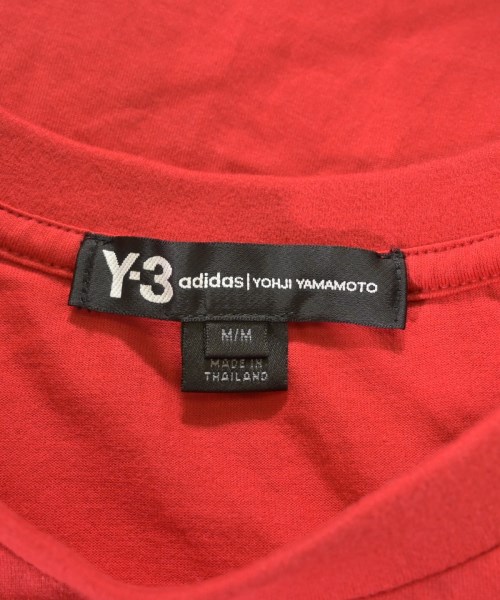 Y-3 adidas | YOHJI YAMAMOTO
M/M
MADE IN
THAILAND